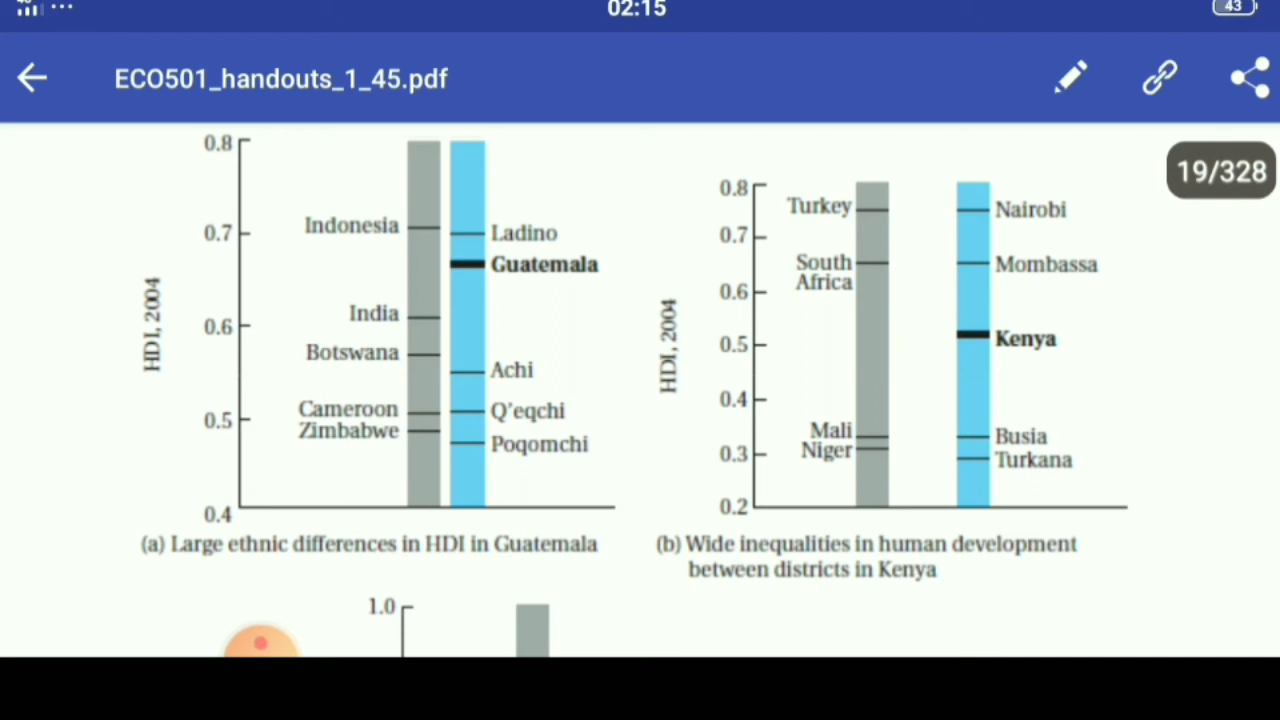 02:15
43
ECO501_handouts_1_45.pdf
19/328
0.8
0.7
0.6
0.5
0.4
HDI, 2004
Indonesia
India
Botswana
Cameroon
Zimbabwe
Ladino
Guatemala
Achi
Q'eqchi
Poqomchi
(a) Large ethnic differences in HDI in Guatemala
0.8
0.7
0.6
0.5
0.4
0.3
0.2
HDI, 2004
Turkey
South
Africa
Mali
Niger
Nairobi
Mombassa
Kenya
Busia
Turkana
(b) Wide inequalities in human development
between districts in Kenya
1.0